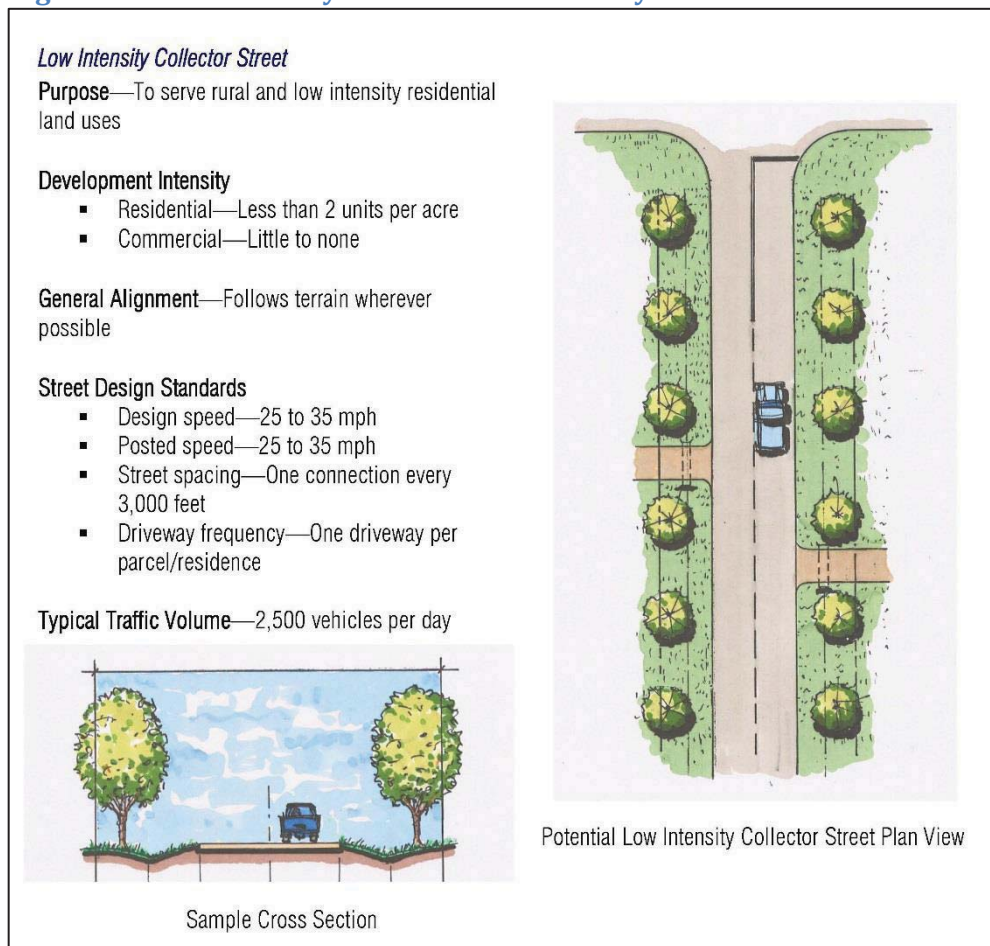 Low Intensity Collector Street
Purpose—To serve rural and low intensity residential
land uses
Development Intensity
▪ Residential—Less than 2 units per acre
▪ Commercial—Little to none
General Alignment—Follows terrain wherever
possible
Street Design Standards
▪ Design speed—25 to 35 mph
▪ Posted speed—25 to 35 mph
▪ Street spacing—One connection every
3,000 feet
▪ Driveway frequency—One driveway per
parcel/residence
Typical Traffic Volume—2,500 vehicles per day
Sample Cross Section
Potential Low Intensity Collector Street Plan View